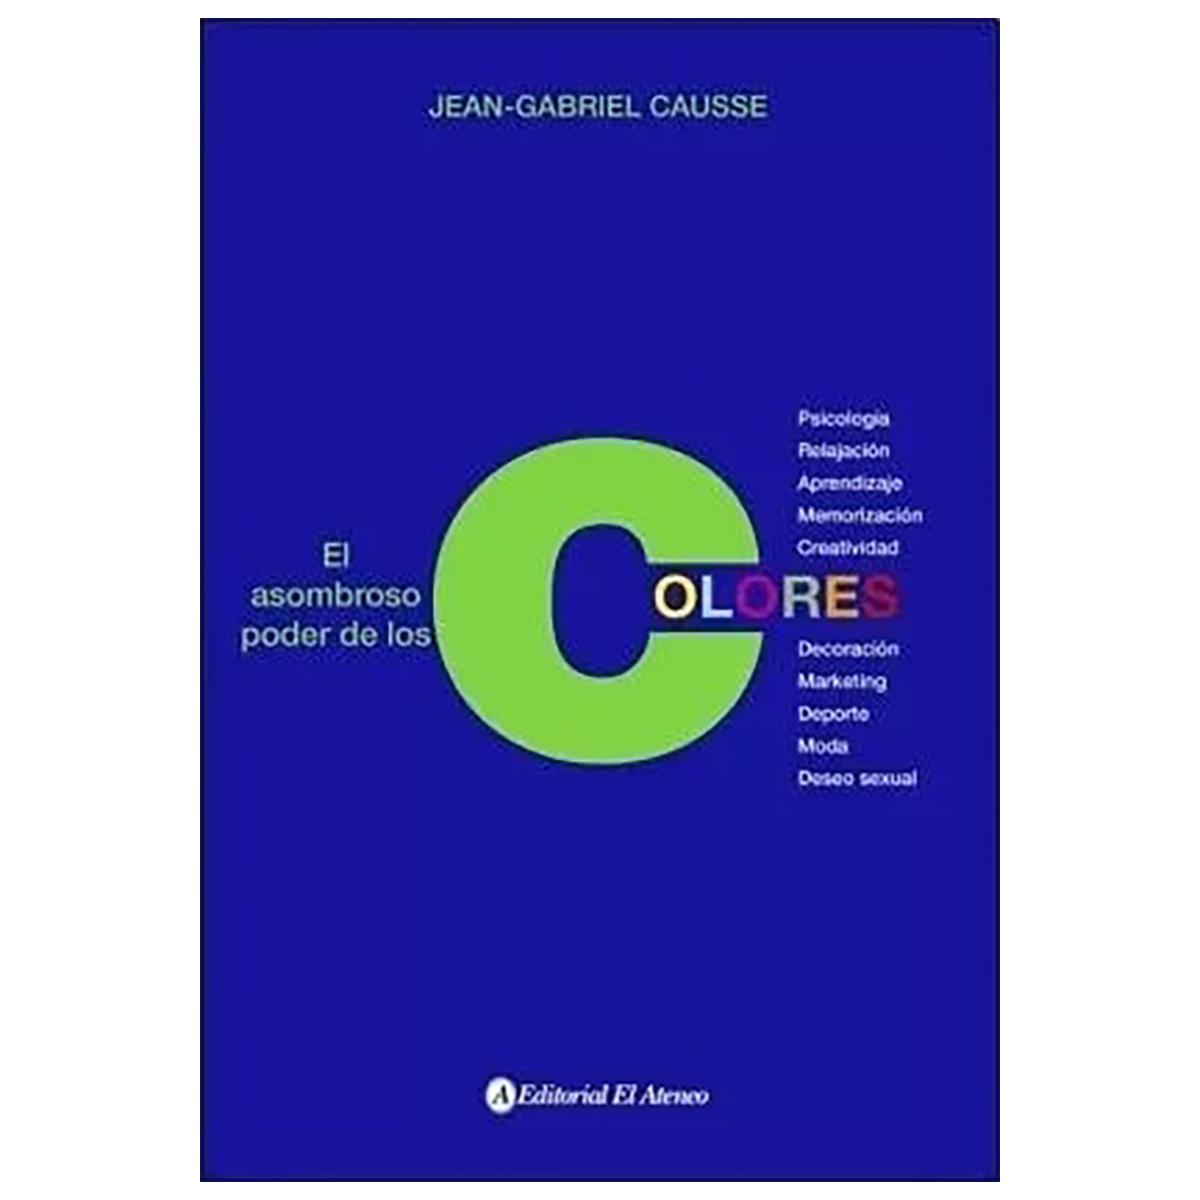 JEAN-GABRIEL CAUSSE
El
asombroso
poder de los
COLORES
Psicología
Relajación
Aprendizaje
Memorización
Creatividad
Decoración
Marketing
Deporte
Moda
Deseo sexual
A Editorial El Ateneo